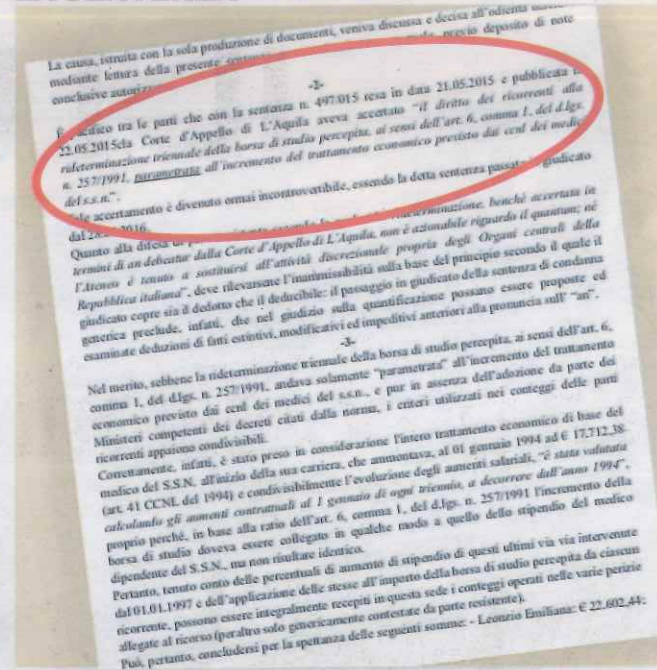 La causa, istruita con la sola produzione di documenti, veniva discussa e decisa all'odierna
mediante lettura della presente previo deposito di note
conclusive
-2-
È pacifico tra le parti che con la sentenza n. 497/015 resa in data 21.05.2015 e pubblicata
22.05.2015cla Corte d'Appello di L'Aquila aveva accertato "il diritto dei ricorrenti alla
rideterminazione triennale della borsa di studio percepita, ai sensi dell'art. 6, comma 1, del d.lgs.
n. 257/1991, parametrata all'incremento del trattamento economico previsto dai ccnl dei medici
del s.s.n.".
accertamento è divenuto ormai incontrovertibile, essendo la detta sentenza passata giudicato
dal
Quanto alla difesa di benché accertata in
termini di an debeatur dalla Corte d'Appello di L'Aquila, non è azionabile riguardo il quantum; né
l'Ateneo è tenuto a sostituirsi all'attività discrezionale propria degli Organi centrali della
Repubblica italiana", deve rilevarsene l'inammissibilità sulla base del principio secondo il quale il
giudicato copre sia il dedotto che il deducibile: il passaggio in giudicato della sentenza di condanna
generica preclude, infatti, che nel giudizio sulla quantificazione possano essere proposte ed
esaminate deduzioni di fatti estintivi, modificativi ed impeditivi anteriori alla pronuncia sull' "an".
-3-
Nel merito, sebbene la rideterminazione triennale della borsa di studio percepita, ai sensi dell'art. 6,
comma 1, del d.lgs. n. 257/1991, andava solamente "parametrata" all'incremento del trattamento
economico previsto dai ccnl dei medici del s.s.n., e pur in assenza dell'adozione da parte dei
Ministeri competenti dei decreti citati dalla norma, i criteri utilizzati nei conteggi delle parti
ricorrenti appaiono condivisibili.
Correttamente, infatti, è stato preso in considerazione l'intero trattamento economico di base del
medico del S.S.N. all'inizio della sua carriera, che ammontava, al 01 gennaio 1994 ad € 17.712,38
(art. 41 CCNL del 1994) e condivisibilmente l'evoluzione degli aumenti salariali, "è stata valutata
calcolando gli aumenti contrattuali al 1 gennaio di ogni triennio, a decorrere dall'anno 1994",
proprio perché, in base alla ratio dell'art. 6, comma 1, del d.lgs. n. 257/1991 l'incremento della
borsa di studio doveva essere collegato in qualche modo a quello dello stipendio del medico
dipendente del S.S.N., ma non risultare identico.
Pertanto, tenuto conto delle percentuali di aumento di stipendio di questi ultimi via via intervenute
dal 01.01.1997 e dell'applicazione delle stesse all'importo della borsa di studio percepita da ciascun
ricorrente, possono essere integralmente recepiti in questa sede i conteggi operati nelle varie perizie
allegate al ricorso (peraltro solo genericamente contestate da parte resistente).
Può, pertanto, concludersi per la spettanza delle seguenti somme: - Leonzio Emiliana: € 22.602,44;